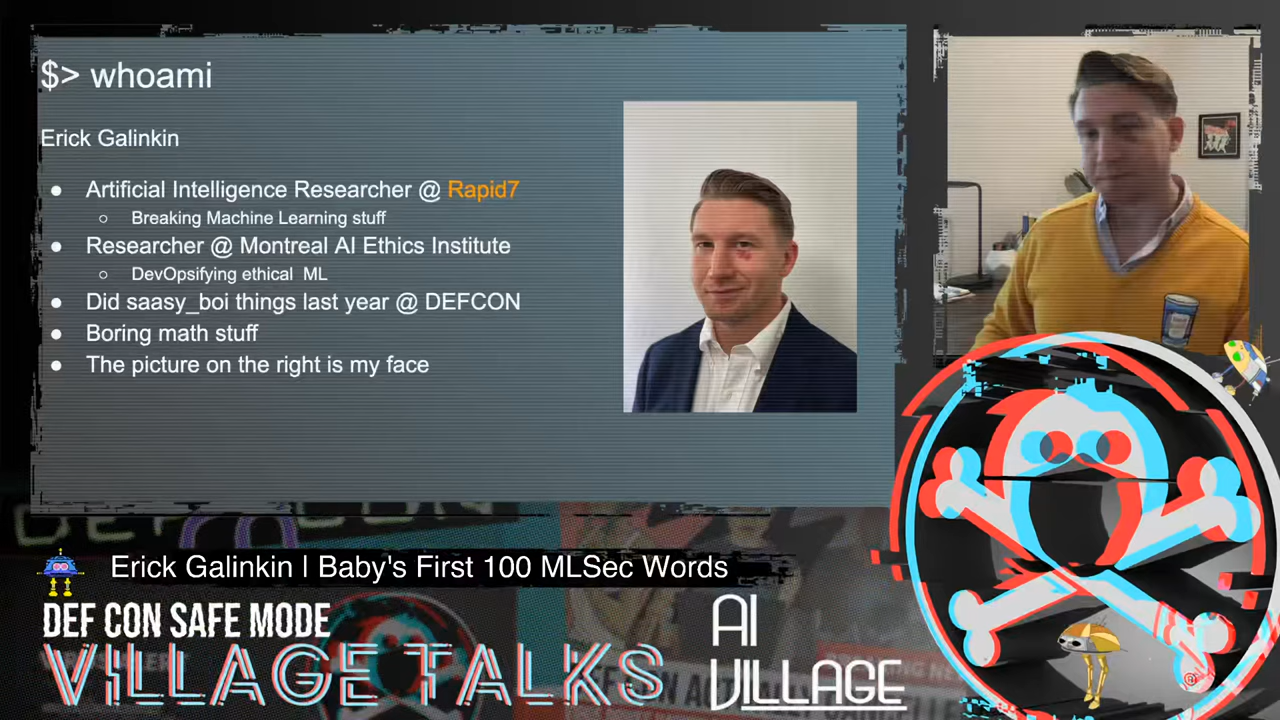 $> whoami
Erick Galinkin
● Artificial Intelligence Researcher @ Rapid7
○ Breaking Machine Learning stuff
● Researcher @ Montreal AI Ethics Institute
○ DevOpsifying ethical ML
● Did saasy_boi things last year @ DEFCON
● Boring math stuff
● The picture on the right is my face
Erick Galinkin | Baby's First 100 MLSec Words
DEF CON SAFE MODE
VILLAGE TALKS
AI
VILLAGE